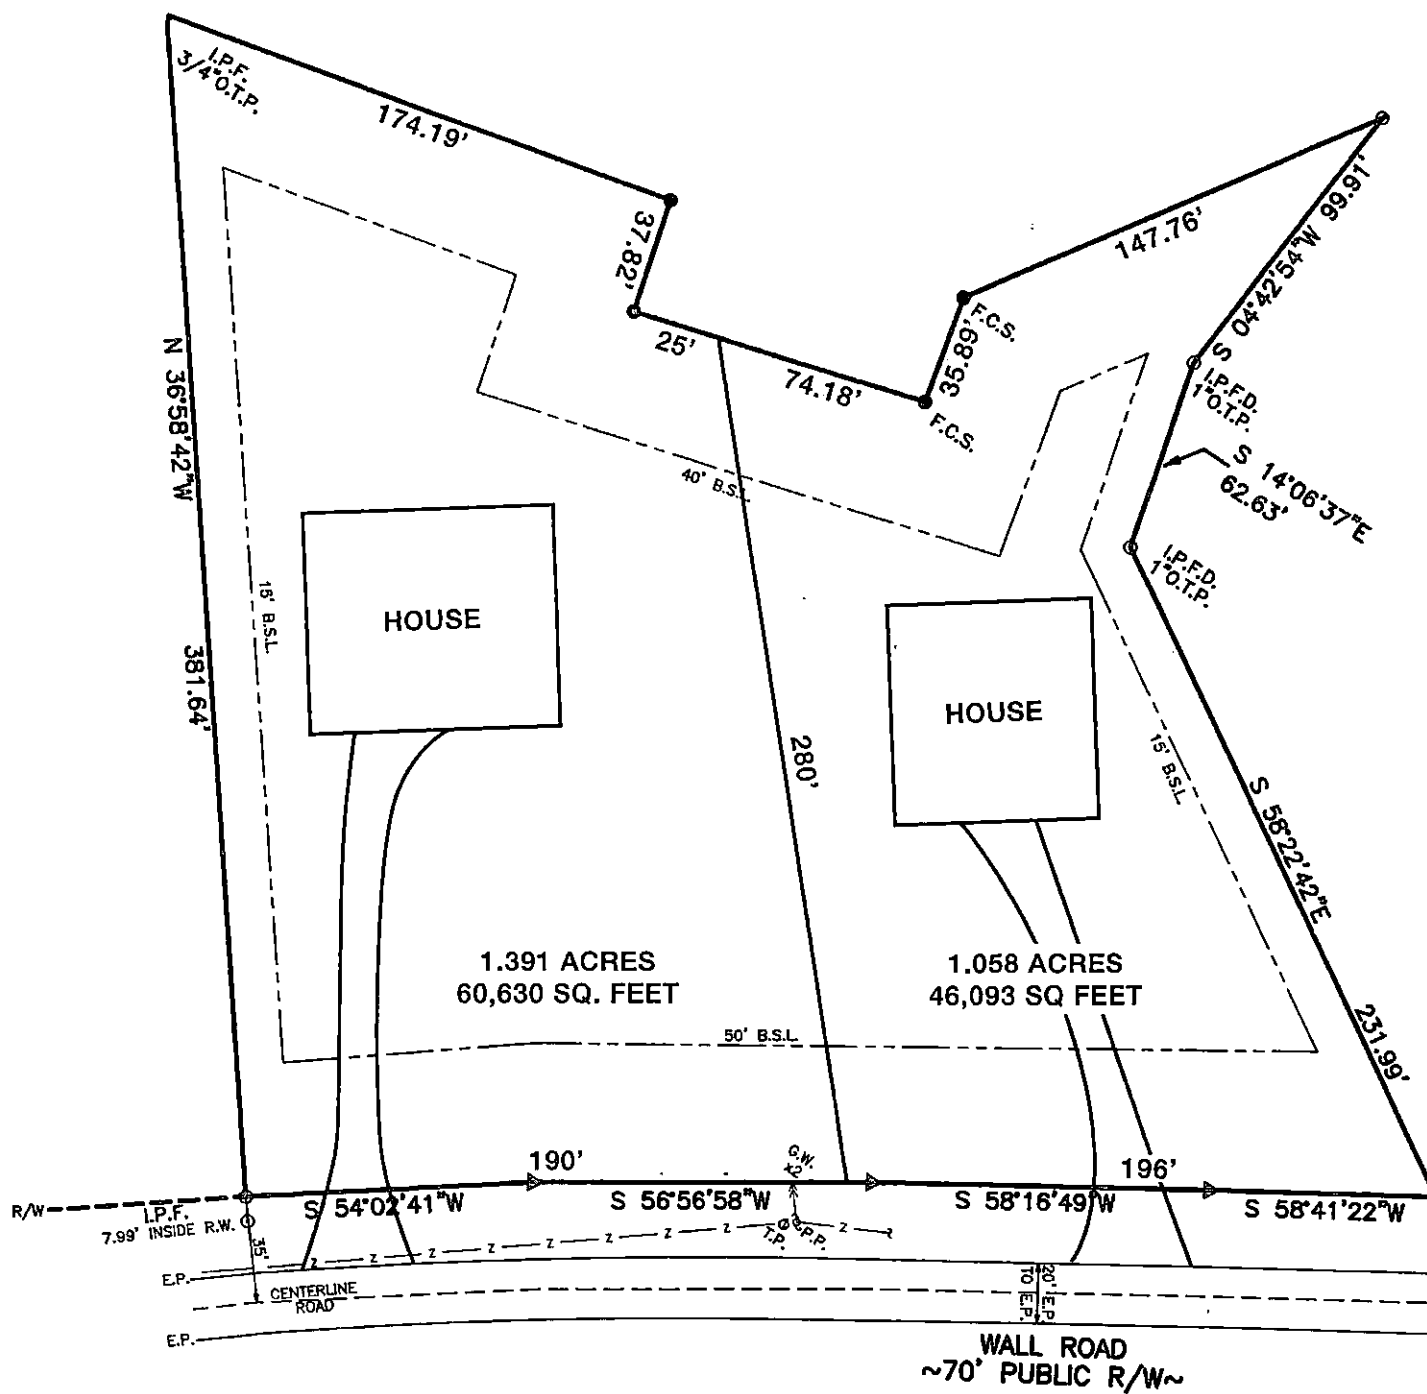 I.P.F.
3/4"O.T.P.
174.19'
37.82'
25'
74.18'
35.89'
F.C.S.
F.C.S.
147.76'
S 04°42'54"W 99.91'
I.P.F.D.
1"O.T.P.
S 14°06'37"E
62.63'
I.P.F.D.
1"O.T.P.
N 36°58'42"W
381.64'
15' B.S.L.
40' B.S.L.
HOUSE
HOUSE
280'
15' B.S.L.
S 58°22'42"E
231.99'
1.391 ACRES
60,630 SQ. FEET
1.058 ACRES
46,093 SQ FEET
50' B.S.L.
190'
G.W.
x2
196'
R/W
I.P.F.
7.99' INSIDE R.W.
35'
S 54°02'41"W
S 56°56'58"W
S 58°16'49"W
S 58°41'22"W
Z Z Z Z Z Z Z Z Z Z
T.P.
P.P.
E.P.
CENTERLINE
ROAD
E.P.
20' E.P.
TO E.P.
WALL ROAD
~70' PUBLIC R/W~